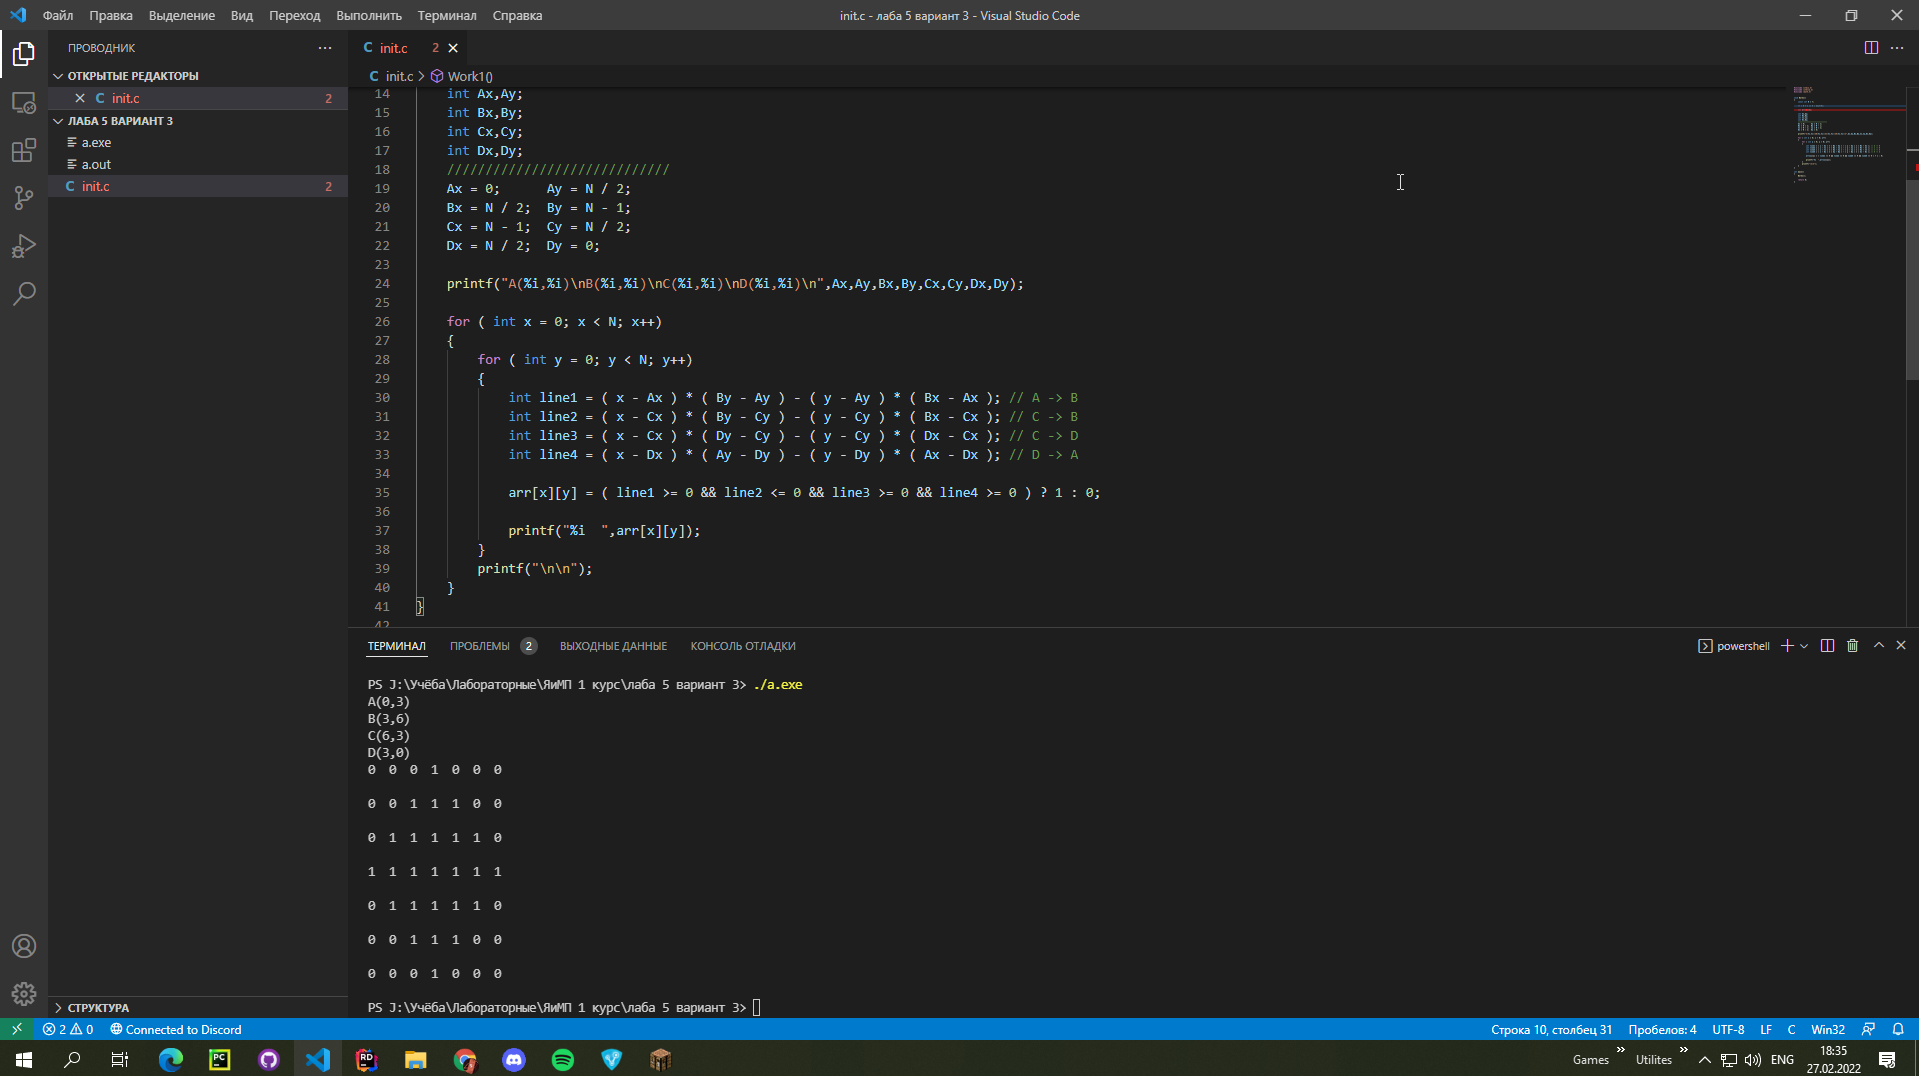 Файл Правка Выделение Вид Переход Выполнить Терминал Справка
init.c - лаба 5 вариант 3 - Visual Studio Code
ПРОВОДНИК
ОТКРЫТЫЕ РЕДАКТОРЫ
C init.c 2
ЛАБА 5 ВАРИАНТ 3
a.exe
a.out
C init.c 2
СТРУКТУРА
C init.c 2
C init.c > Work1()
14 int Ax,Ay;
15 int Bx,By;
16 int Cx,Cy;
17 int Dx,Dy;
18 /////////////////////////////
19 Ax = 0;      Ay = N / 2;
20 Bx = N / 2;  By = N - 1;
21 Cx = N - 1;  Cy = N / 2;
22 Dx = N / 2;  Dy = 0;
23
24 printf("A(%i,%i)\nB(%i,%i)\nC(%i,%i)\nD(%i,%i)\n",Ax,Ay,Bx,By,Cx,Cy,Dx,Dy);
25
26 for ( int x = 0; x < N; x++)
27 {
28 for ( int y = 0; y < N; y++)
29 {
30 int line1 = ( x - Ax ) * ( By - Ay ) - ( y - Ay ) * ( Bx - Ax ); // A -> B
31 int line2 = ( x - Cx ) * ( By - Cy ) - ( y - Cy ) * ( Bx - Cx ); // C -> B
32 int line3 = ( x - Cx ) * ( Dy - Cy ) - ( y - Cy ) * ( Dx - Cx ); // C -> D
33 int line4 = ( x - Dx ) * ( Ay - Dy ) - ( y - Dy ) * ( Ax - Dx ); // D -> A
34
35 arr[x][y] = ( line1 >= 0 && line2 <= 0 && line3 >= 0 && line4 >= 0 ) ? 1 : 0;
36
37 printf("%i  ",arr[x][y]);
38 }
39 printf("\n\n");
40 }
41 }
42
ТЕРМИНАЛ ПРОБЛЕМЫ 2 ВЫХОДНЫЕ ДАННЫЕ КОНСОЛЬ ОТЛАДКИ
powershell
PS J:\Учёба\Лабораторные\ЯиМП 1 курс\лаба 5 вариант 3> ./a.exe
A(0,3)
B(3,6)
C(6,3)
D(3,0)
0  0  0  1  0  0  0
0  0  1  1  1  0  0
0  1  1  1  1  1  0
1  1  1  1  1  1  1
0  1  1  1  1  1  0
0  0  1  1  1  0  0
0  0  0  1  0  0  0
PS J:\Учёба\Лабораторные\ЯиМП 1 курс\лаба 5 вариант 3>
2 0 Connected to Discord
Строка 10, столбец 31 Пробелов: 4 UTF-8 LF C Win32
PC RD
Games » Utilites » ENG
18:35
27.02.2022